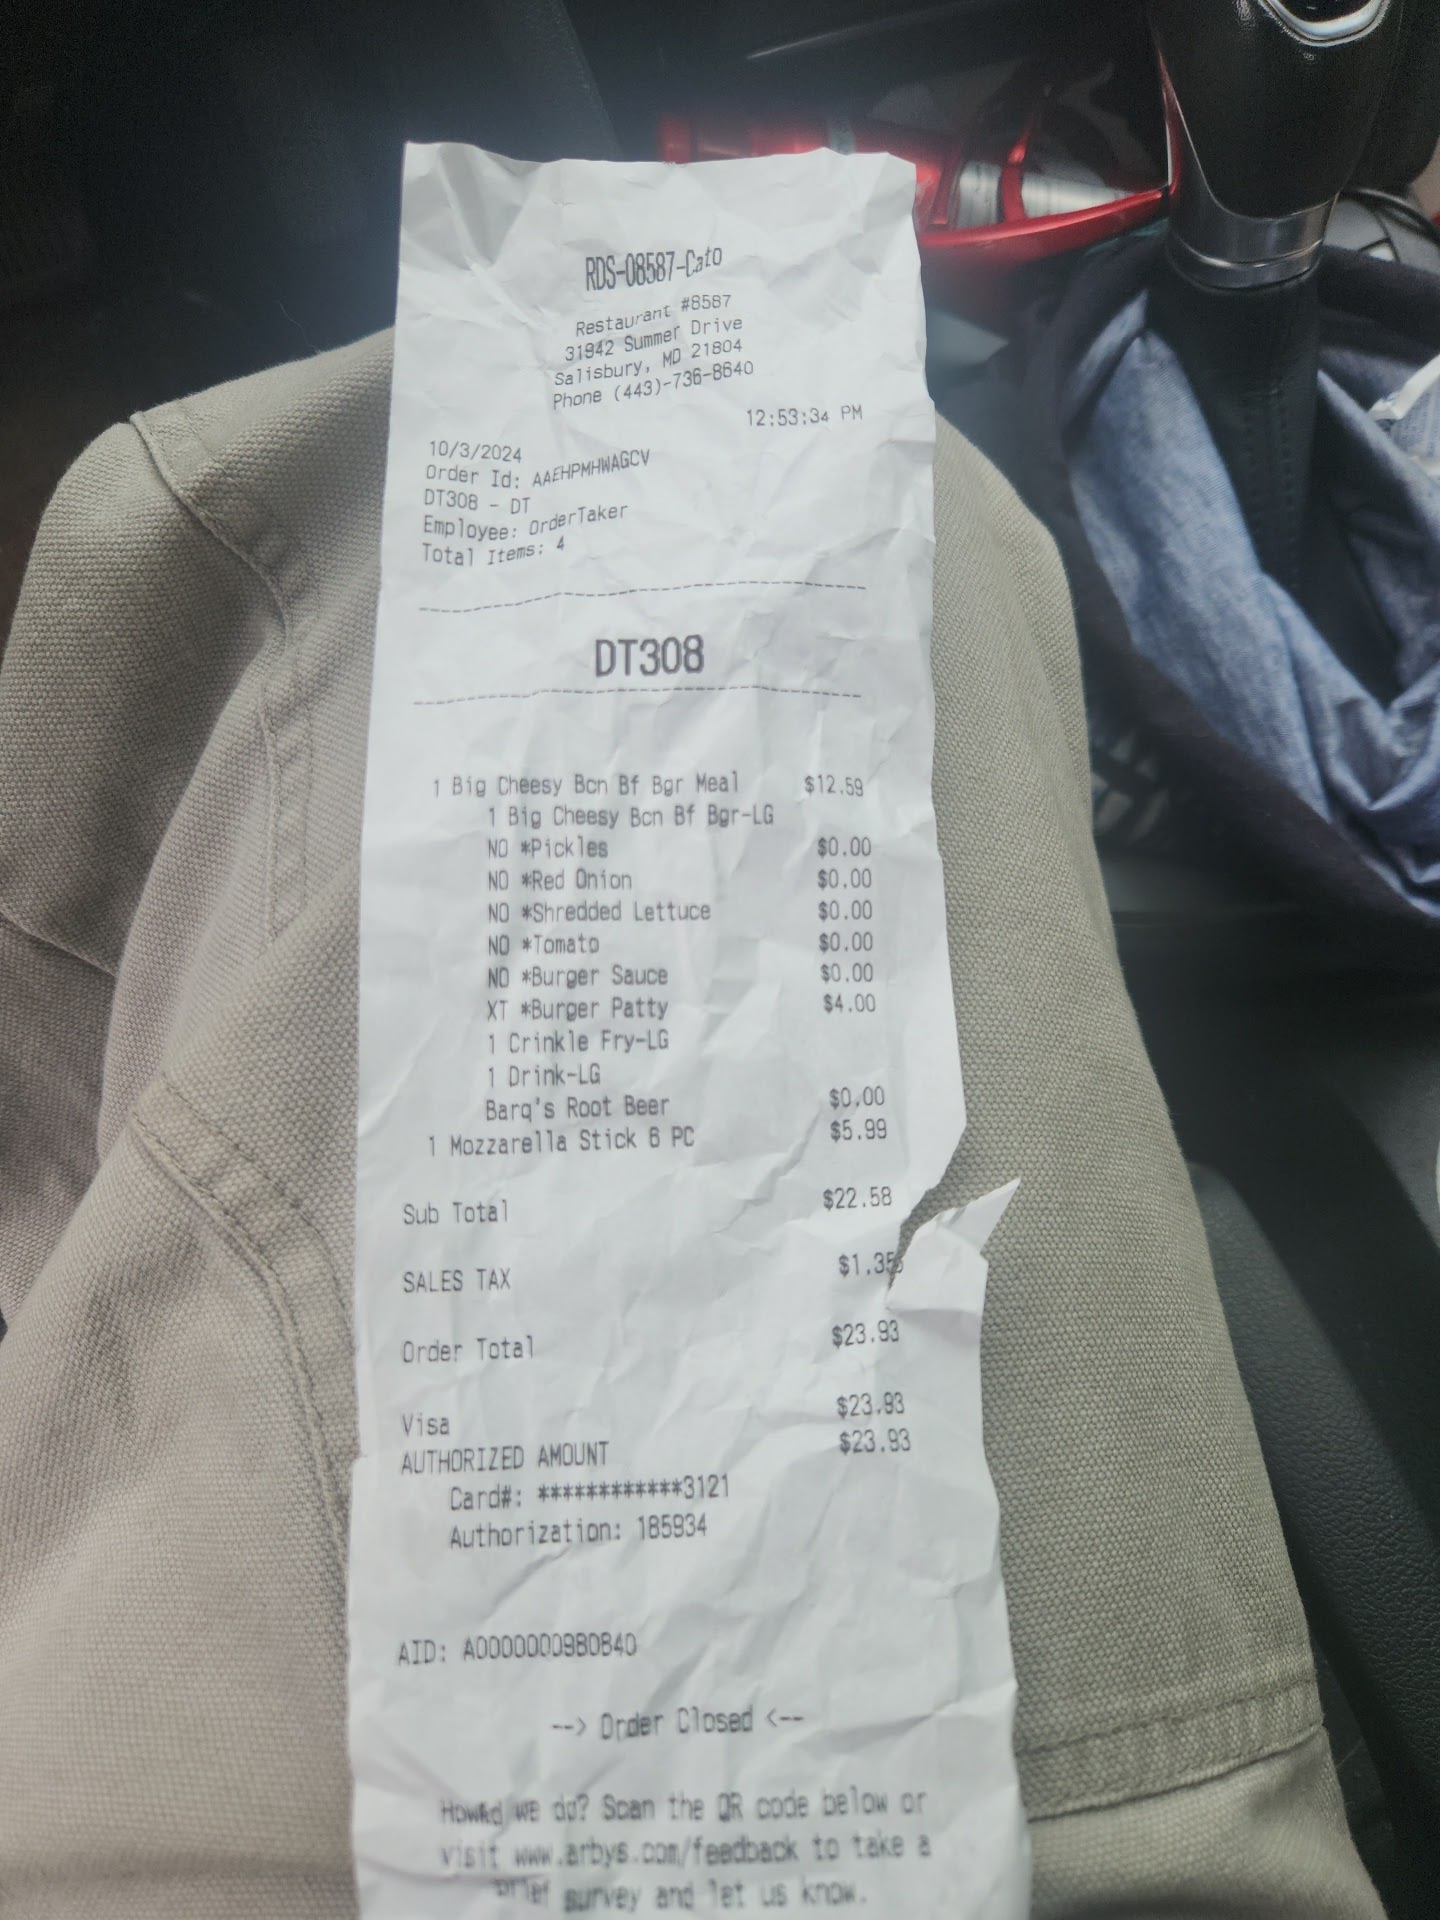 RDS-08587-Cato
Restaurant #8587
31942 Summer Drive
Salisbury, MD 21804
Phone (443)-736-8640
12:53:34 PM
10/3/2024
Order Id: AAEHPMHWAGCV
DT308 - DT
Employee: OrderTaker
Total Items: 4
DT308
1 Big Cheesy Bcn Bf Bgr Meal $12.59
1 Big Cheesy Bcn Bf Bgr-LG
NO *Pickles $0.00
NO *Red Onion $0.00
NO *Shredded Lettuce $0.00
NO *Tomato $0.00
NO *Burger Sauce $0.00
XT *Burger Patty $4.00
1 Crinkle Fry-LG
1 Drink-LG
Barq's Root Beer $0.00
1 Mozzarella Stick 6 PC $5.99
Sub Total $22.58
SALES TAX $1.35
Order Total $23.93
Visa $23.93
AUTHORIZED AMOUNT $23.93
Card#: ************3121
Authorization: 185934
AID: A0000000980840
--> Order Closed <--
we do? Scan the QR code below or
visit www.arbys.com/feedback to take a
brief survey and let us know.